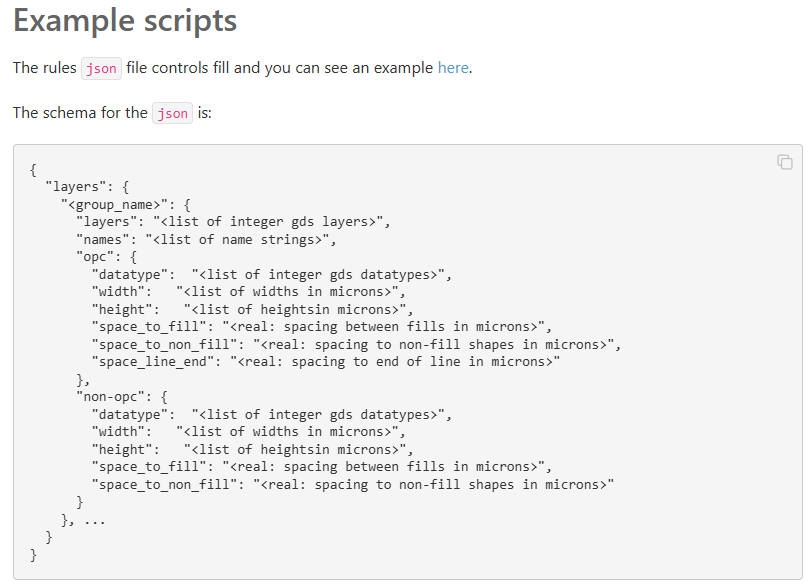 Example scripts
The rules json file controls fill and you can see an example here.
The schema for the json is:
{
  "layers": {
    "<group_name>": {
      "layers": "<list of integer gds layers>",
      "names": "<list of name strings>",
      "opc": {
        "datatype":  "<list of integer gds datatypes>",
        "width":   "<list of widths in microns>",
        "height":   "<list of heightsin microns>",
        "space_to_fill": "<real: spacing between fills in microns>",
        "space_to_non_fill": "<real: spacing to non-fill shapes in microns>",
        "space_line_end": "<real: spacing to end of line in microns>"
      },
      "non-opc": {
        "datatype":  "<list of integer gds datatypes>",
        "width":   "<list of widths in microns>",
        "height":   "<list of heightsin microns>",
        "space_to_fill": "<real: spacing between fills in microns>",
        "space_to_non_fill": "<real: spacing to non-fill shapes in microns>"
      }
    }, ...
  }
}